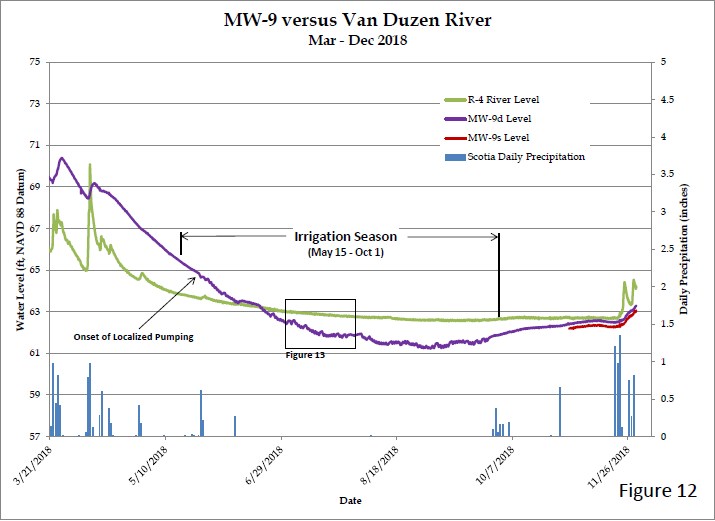 MW-9 versus Van Duzen River
Mar - Dec 2018
Water Level (ft, NAVD 88 Datum)
75
73
71
69
67
65
63
61
59
57
R-4 River Level
MW-9d Level
MW-9s Level
Scotia Daily Precipitation
Irrigation Season
(May 15 - Oct 1)
Onset of Localized Pumping
Figure 13
5
4.5
4
3.5
3
2.5
2
1.5
1
0.5
0
Daily Precipitation (inches)
3/21/2018
5/10/2018
6/29/2018
8/18/2018
10/7/2018
11/26/2018
Date
Figure 12